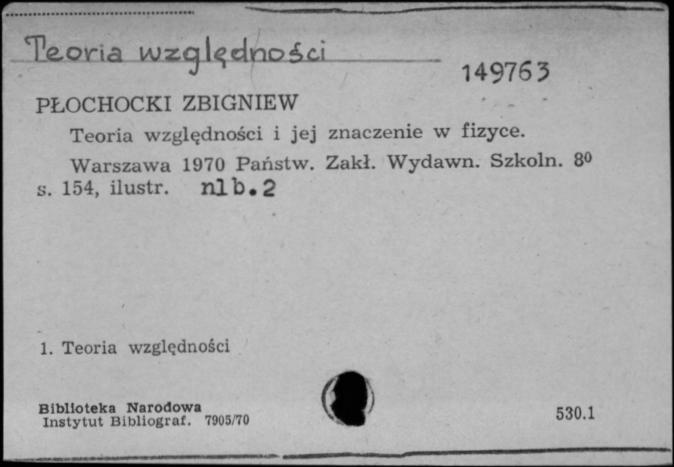 Teoria względności
149763
PŁOCHOCKI ZBIGNIEW
Teoria względności i jej znaczenie w fizyce.
Warszawa 1970 Państw. Zakł. Wydawn. Szkoln. 8⁰
s. 154, ilustr. nlb.2
1. Teoria względności
Biblioteka Narodowa
Instytut Bibliograf. 7905/70
530.1